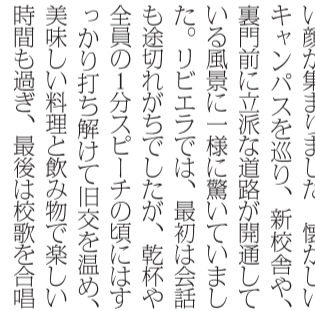 い顔が集まりました。懐かしい
キャンパスを巡り、新校舎や、
裏門前に立派な道路が開通して
いる風景に一様に驚いていまし
た。リビエラでは、最初は会話
も途切れがちでしたが、乾杯や
全員の1分スピーチの頃にはす
っかり打ち解けて旧交を温め、
美味しい料理と飲み物で楽しい
時間も過ぎ、最後は校歌を合唱